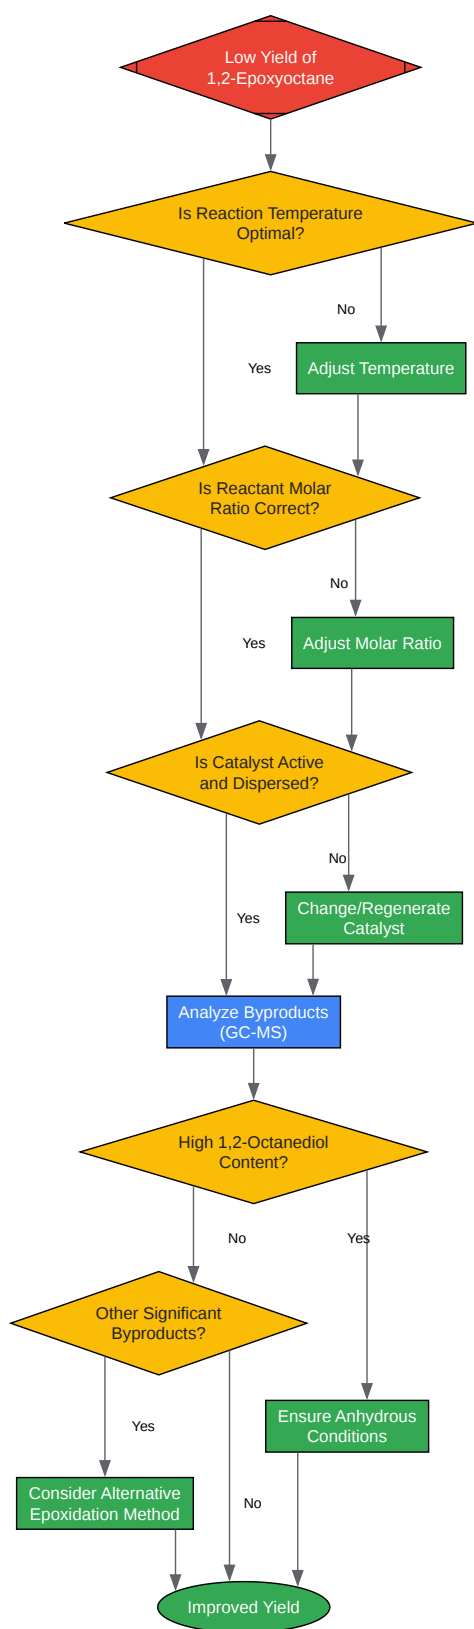 Low Yield of
1,2-Epoxyoctane
Is Reaction Temperature
Optimal?
No
Yes
Adjust Temperature
Is Reactant Molar
Ratio Correct?
No
Yes
Adjust Molar Ratio
Is Catalyst Active
and Dispersed?
No
Yes
Change/Regenerate
Catalyst
Analyze Byproducts
(GC-MS)
High 1,2-Octanediol
Content?
No
Yes
Other Significant
Byproducts?
Yes
Ensure Anhydrous
Conditions
Consider Alternative
Epoxidation Method
No
Improved Yield